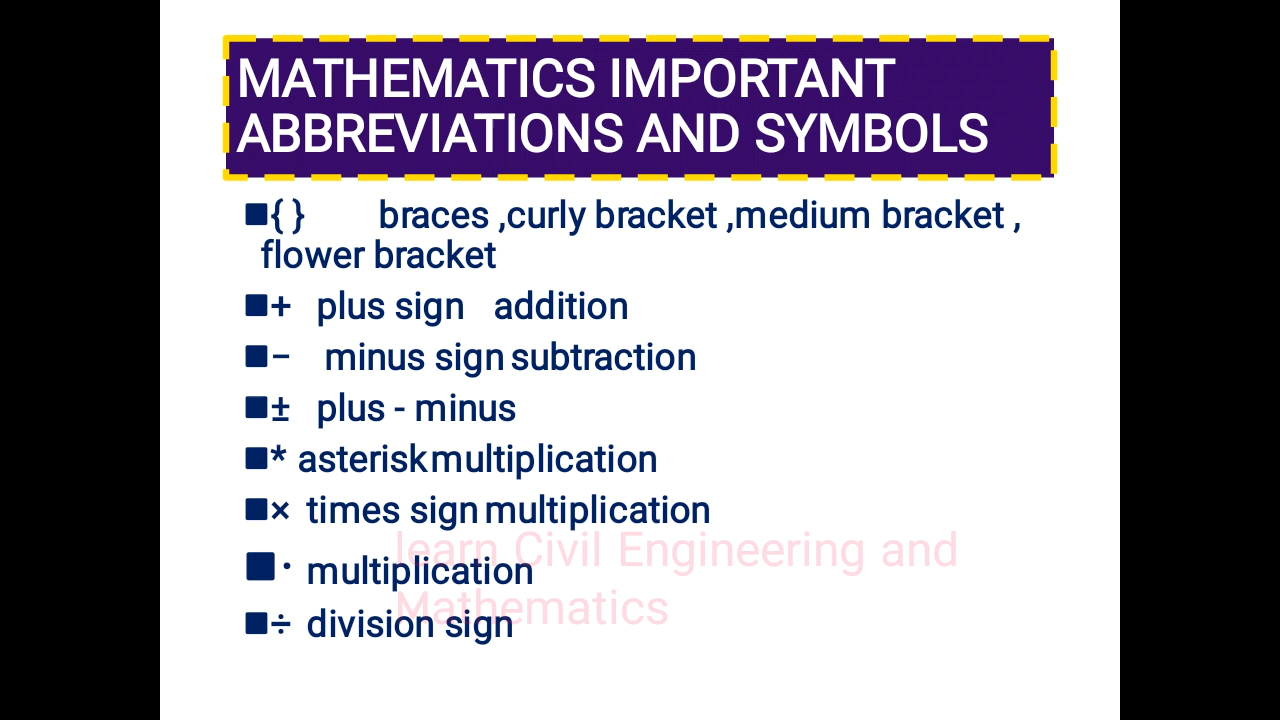 MATHEMATICS IMPORTANT
ABBREVIATIONS AND SYMBOLS
■{ } braces ,curly bracket ,medium bracket ,
flower bracket
■+ plus sign addition
■− minus sign subtraction
■± plus - minus
■* asterisk multiplication
■× times sign multiplication
■· multiplication
■÷ division sign
learn Civil Engineering and
Mathematics